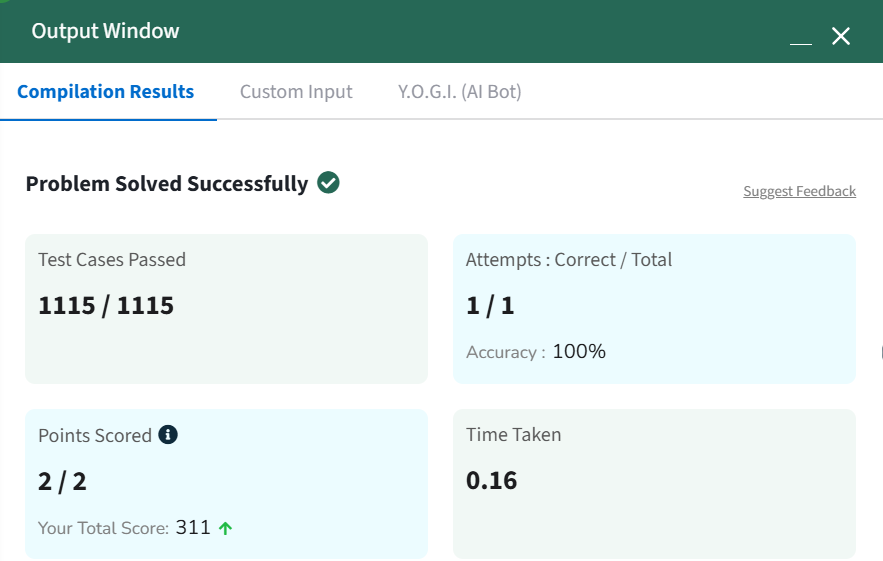 Output Window
Compilation Results Custom Input Y.O.G.I. (AI Bot)
Problem Solved Successfully
Suggest Feedback
Test Cases Passed
1115 / 1115
Attempts : Correct / Total
1 / 1
Accuracy : 100%
Points Scored
2 / 2
Your Total Score: 311
Time Taken
0.16